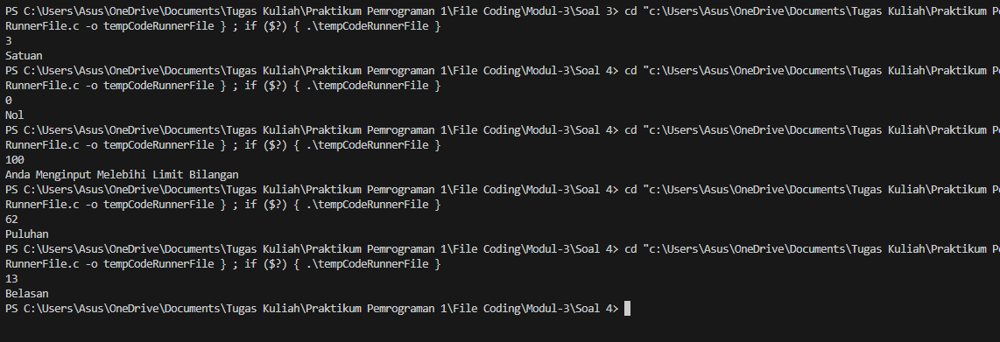 PS C:\Users\Asus\OneDrive\Documents\Tugas Kuliah\Praktikum Pemrograman 1\File Coding\Modul-3\Soal 3> cd "c:\Users\Asus\OneDrive\Documents\Tugas Kuliah\Praktikum Pe
RunnerFile.c -o tempCodeRunnerFile } ; if ($?) { .\tempCodeRunnerFile }
3
Satuan
PS C:\Users\Asus\OneDrive\Documents\Tugas Kuliah\Praktikum Pemrograman 1\File Coding\Modul-3\Soal 4> cd "c:\Users\Asus\OneDrive\Documents\Tugas Kuliah\Praktikum Pe
RunnerFile.c -o tempCodeRunnerFile } ; if ($?) { .\tempCodeRunnerFile }
0
Nol
PS C:\Users\Asus\OneDrive\Documents\Tugas Kuliah\Praktikum Pemrograman 1\File Coding\Modul-3\Soal 4> cd "c:\Users\Asus\OneDrive\Documents\Tugas Kuliah\Praktikum Pe
RunnerFile.c -o tempCodeRunnerFile } ; if ($?) { .\tempCodeRunnerFile }
100
Anda Menginput Melebihi Limit Bilangan
PS C:\Users\Asus\OneDrive\Documents\Tugas Kuliah\Praktikum Pemrograman 1\File Coding\Modul-3\Soal 4> cd "c:\Users\Asus\OneDrive\Documents\Tugas Kuliah\Praktikum Pe
RunnerFile.c -o tempCodeRunnerFile } ; if ($?) { .\tempCodeRunnerFile }
62
Puluhan
PS C:\Users\Asus\OneDrive\Documents\Tugas Kuliah\Praktikum Pemrograman 1\File Coding\Modul-3\Soal 4> cd "c:\Users\Asus\OneDrive\Documents\Tugas Kuliah\Praktikum Pe
RunnerFile.c -o tempCodeRunnerFile } ; if ($?) { .\tempCodeRunnerFile }
13
Belasan
PS C:\Users\Asus\OneDrive\Documents\Tugas Kuliah\Praktikum Pemrograman 1\File Coding\Modul-3\Soal 4>